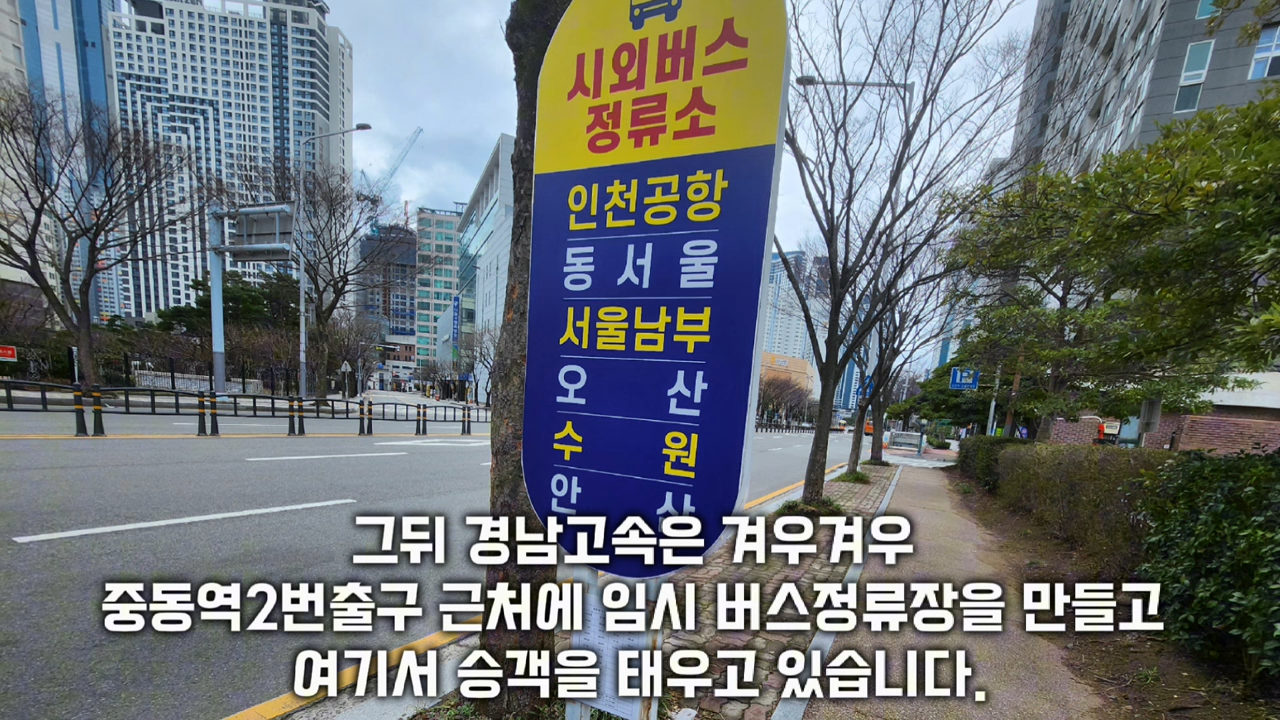 시외버스
정류소
인천공항
동서울
서울남부
오산
수원
안산
그뒤 경남고속은 겨우겨우
중동역2번출구 근처에 임시 버스정류장을 만들고
여기서 승객을 태우고 있습니다.